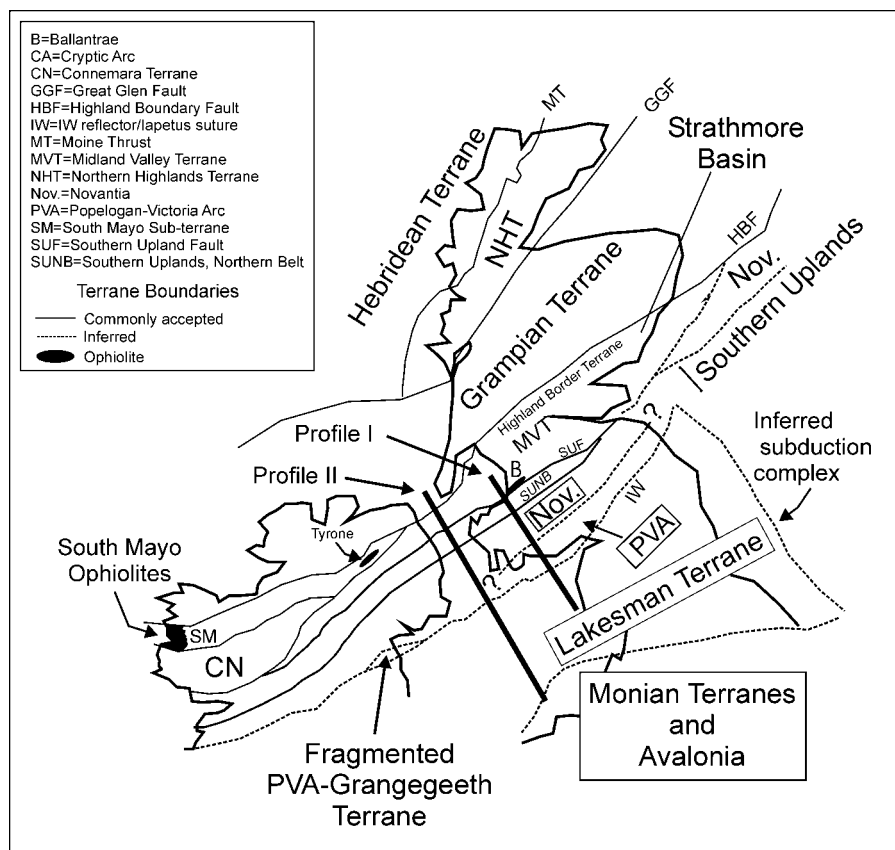 B=Ballantrae
CA=Cryptic Arc
CN=Connemara Terrane
GGF=Great Glen Fault
HBF=Highland Boundary Fault
IW=IW reflector/Iapetus suture
MT=Moine Thrust
MVT=Midland Valley Terrane
NHT=Northern Highlands Terrane
Nov.=Novantia
PVA=Popelogan-Victoria Arc
SM=South Mayo Sub-terrane
SUF=Southern Upland Fault
SUNB=Southern Uplands, Northern Belt
Terrane Boundaries
Commonly accepted
Inferred
Ophiolite
MT
GGF
Strathmore
Basin
Hebridean Terrane
NHT
HBF
Nov.
Grampian Terrane
Southern Uplands
Highland Border Terrane
MVT
Profile I
Profile II
B
SUF
SUNB
?
Inferred
subduction
complex
Nov.
IW
PVA
Tyrone
South Mayo
Ophiolites
?
Lakesman Terrane
SM
CN
Monian Terranes
and
Avalonia
Fragmented
PVA-Grangegeeth
Terrane